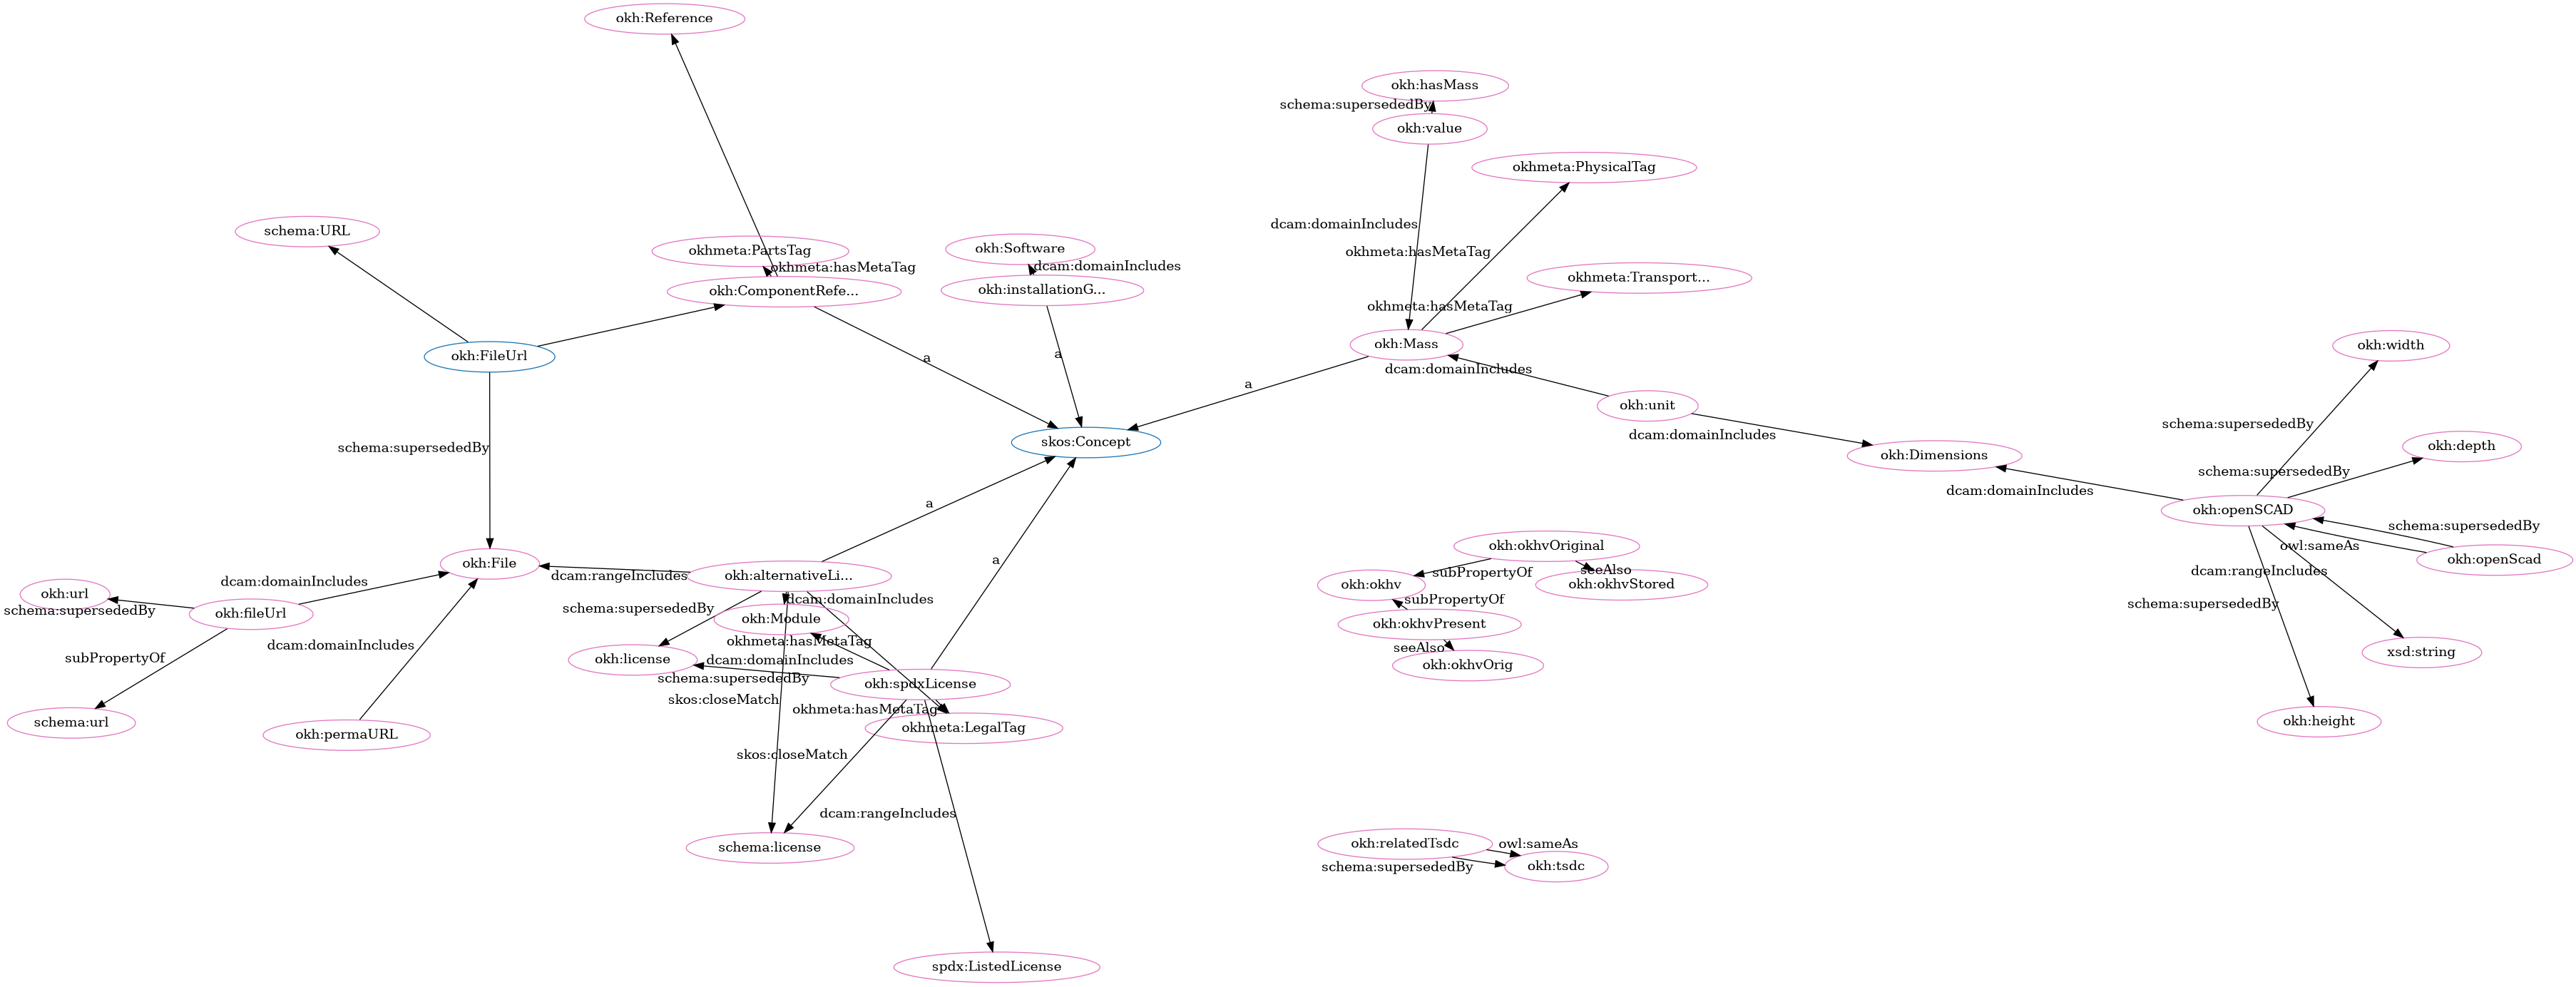 okh:Reference
okh:hasMass
schema:supersededBy
okh:value
okhmeta:PhysicalTag
dcam:domainIncludes
okhmeta:hasMetaTag
schema:URL
okhmeta:PartsTag
okhmeta:hasMetaTag
okh:ComponentRefe...
okh:Software
dcam:domainIncludes
okh:installationG...
okhmeta:Transport...
okhmeta:hasMetaTag
okh:Mass
okh:FileUrl
a
a
a
dcam:domainIncludes
okh:unit
dcam:domainIncludes
okh:width
schema:supersededBy
okh:depth
schema:supersededBy
skos:Concept
schema:supersededBy
okh:Dimensions
dcam:domainIncludes
okh:openSCAD
schema:supersededBy
owl:sameAs
okh:openScad
dcam:rangeIncludes
schema:supersededBy
a
a
okh:okhvOriginal
subPropertyOf
seeAlso
okh:okhv
okh:okhvStored
subPropertyOf
okh:okhvPresent
seeAlso
okh:okhvOrig
okh:File
dcam:rangeIncludes
okh:alternativeLi...
dcam:domainIncludes
okh:url
schema:supersededBy
okh:fileUrl
dcam:domainIncludes
subPropertyOf
dcam:domainIncludes
schema:supersededBy
dcam:domainIncludes
okh:Module
okhmeta:hasMetaTag
okh:license
dcam:domainIncludes
schema:supersededBy
okh:spdxLicense
skos:closeMatch
okhmeta:hasMetaTag
okhmeta:LegalTag
xsd:string
okh:height
schema:url
okh:permaURL
skos:closeMatch
dcam:rangeIncludes
schema:license
okh:relatedTsdc
owl:sameAs
schema:supersededBy
okh:tsdc
spdx:ListedLicense